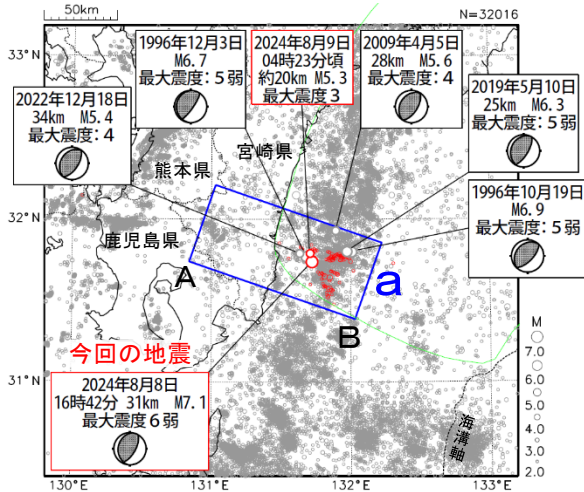 50km
N=32016
33°N
32°N
31°N
130°E
131°E
132°E
133°E
1996年12月3日
M6.7
最大震度:5弱
2024年8月9日
04時23分頃
約20km M5.3
最大震度3
2009年4月5日
28km M5.6
最大震度:4
2022年12月18日
34km M5.4
最大震度:4
2019年5月10日
25km M6.3
最大震度:5弱
1996年10月19日
M6.9
最大震度:5弱
宮崎県
熊本県
鹿児島県
A
a
B
今回の地震
2024年8月8日
16時42分 31km M7.1
最大震度6弱
海溝軸
M
7.0
6.0
5.0
4.0
3.0
2.0